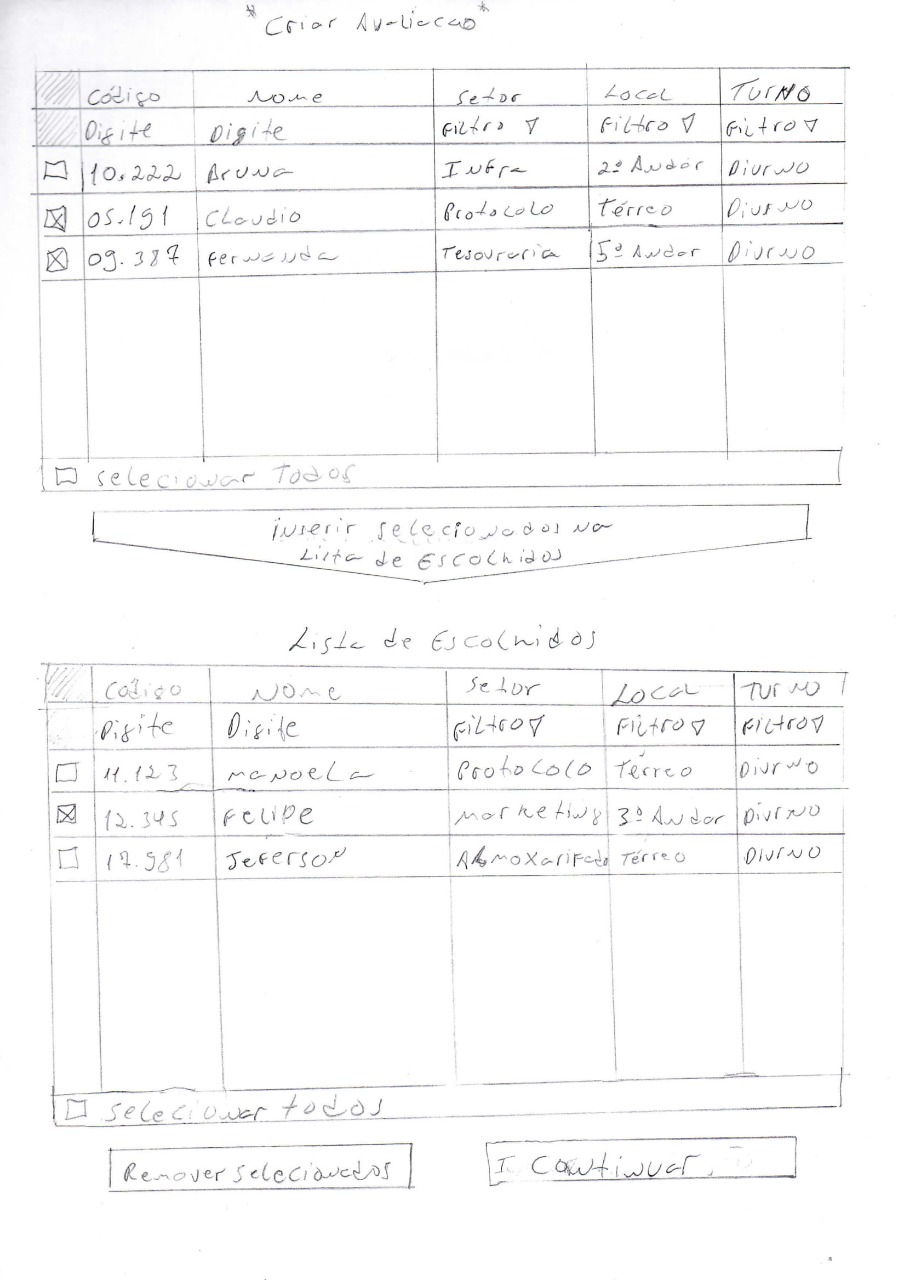 *Criar Avaliacao*
Código Nome Setor Local TURNO
Digite Digite Filtro ▽ Filtro ▽ Filtro ▽
10.222 Bruna Infra 2º Andar Diurno
05.191 Claudio Protocolo Térreo Diurno
09.387 Fernanda Tesouraria 5º Andar Diurno
selecionar Todos
inserir selecionados na
Lista de Escolhidos
Lista de Escolhidos
Código Nome Setor Local Turno
Digite Digite Filtro ▽ Filtro ▽ Filtro ▽
11.123 Manoela Protocolo Térreo Diurno
12.345 Felipe Marketing 3º Andar Diurno
17.981 Jeferson Almoxarifado Térreo Diurno
selecionar todos
Remover selecionados
Continuar